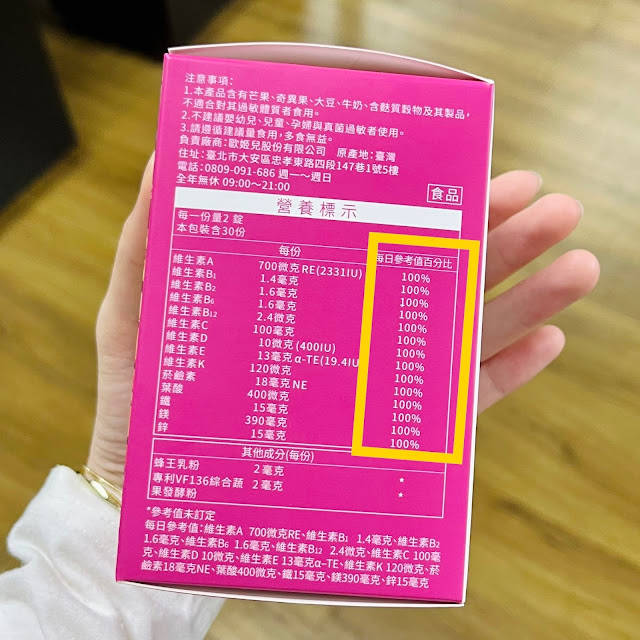 注意事項:
1.本產品含有芒果、奇異果、大豆、牛奶、含麩質穀物及其製品,
不適合對其過敏體質者食用。
2.不建議嬰幼兒、兒童、孕婦與真菌過敏者使用。
3.請遵循建議量食用,多食無益。
負責廠商:歐姬兒股份有限公司 原產地:臺灣
住址:臺北市大安區忠孝東路四段147巷1號5樓
電話:0809-091-686 週一~週日
全年無休 09:00~21:00
食品
營養標示
每一份量2 錠
本包裝含30份
每份 每日參考值百分比
維生素A 700微克 RE(2331IU) 100%
維生素B₁ 1.4毫克 100%
維生素B₂ 1.6毫克 100%
維生素B₆ 1.6毫克 100%
維生素B₁₂ 2.4微克 100%
維生素C 100毫克 100%
維生素D 10微克(400IU) 100%
維生素E 13毫克 α-TE(19.4IU 100%
維生素K 120微克 100%
菸鹼素 18毫克 NE 100%
葉酸 400微克 100%
鐵 15毫克 100%
鎂 390毫克 100%
鋅 15毫克 100%
其他成分(每份)
蜂王乳粉 2毫克 *
專利VF136綜合蔬 2毫克 *
果發酵粉
*參考值未訂定
每日參考值:維生素A 700微克RE、維生素B₁ 1.4毫克、維生素B₂
1.6毫克、維生素B₆ 1.6毫克、維生素B₁₂ 2.4微克、維生素C 100毫
克、維生素D 10微克、維生素E 13毫克α-TE、維生素K 120微克、菸
鹼素18毫克NE、葉酸400微克、鐵15毫克、鎂390毫克、鋅15毫克